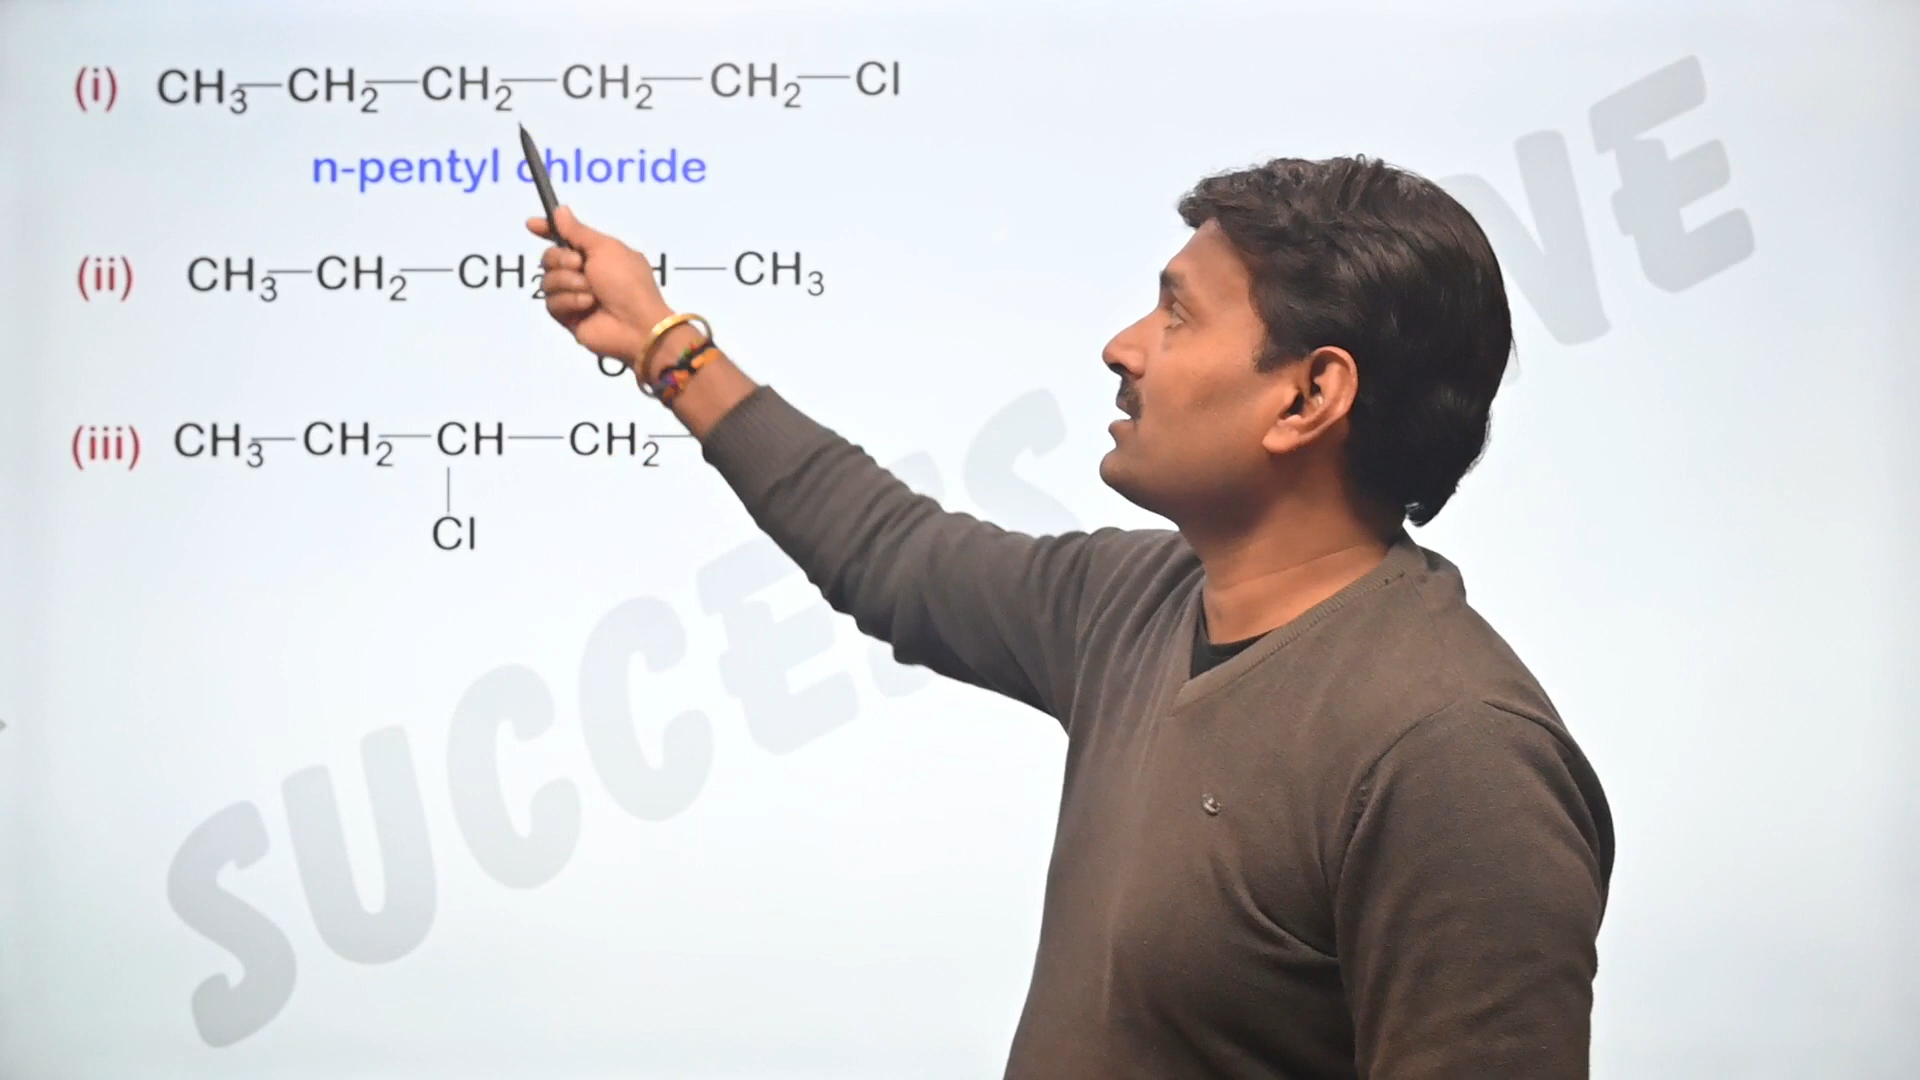 (i) CH3—CH2—CH2—CH2—CH2—Cl
n-pentyl chloride
(ii) CH3—CH2—CH2 —CH3
(iii) CH3—CH2—CH—CH2—
Cl
SUCCESS